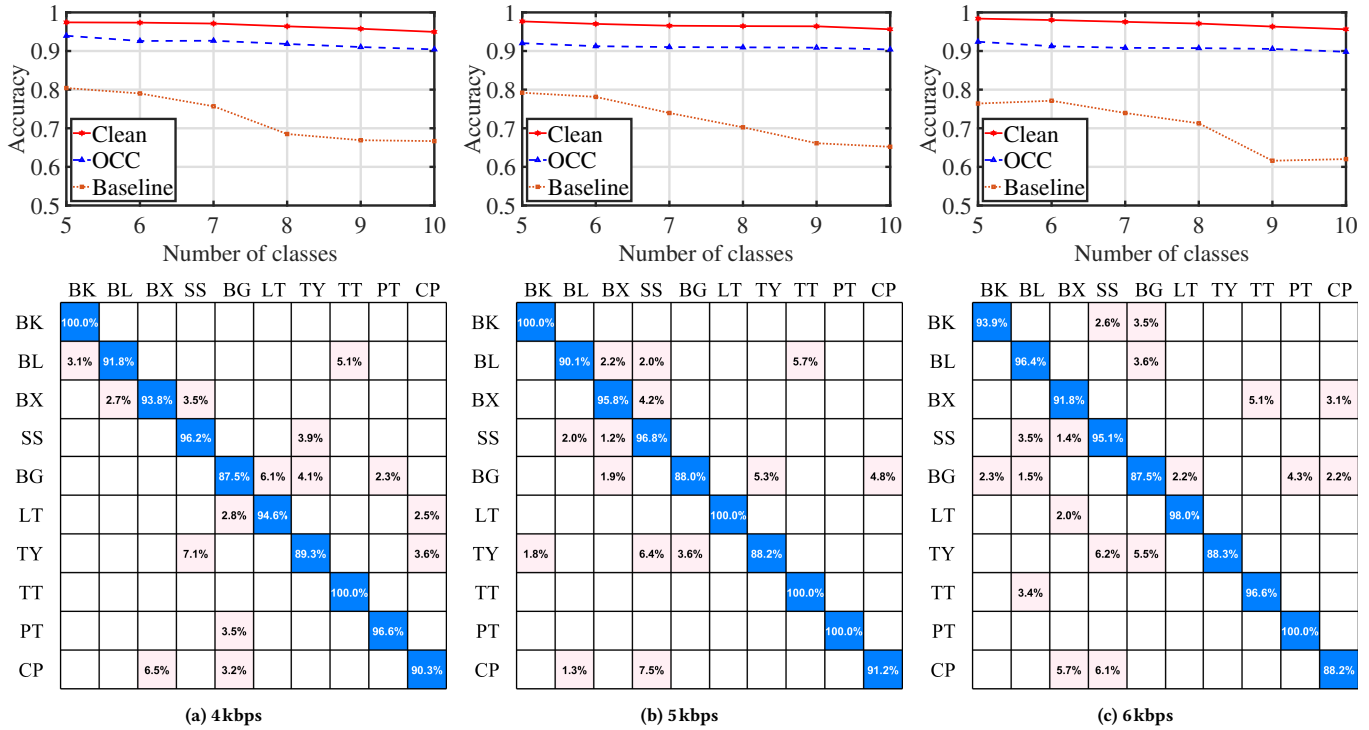 1
0.9
0.8
0.7
0.6
0.5
Accuracy
Clean
OCC
Baseline
5 6 7 8 9 10
Number of classes
1
0.9
0.8
0.7
0.6
0.5
Accuracy
Clean
OCC
Baseline
5 6 7 8 9 10
Number of classes
1
0.9
0.8
0.7
0.6
0.5
Accuracy
Clean
OCC
Baseline
5 6 7 8 9 10
Number of classes
BK BL BX SS BG LT TY TT PT CP
BK 100.0%
BL 3.1% 91.8% 5.1%
BX 2.7% 93.8% 3.5%
SS 96.2% 3.9%
BG 87.5% 6.1% 4.1% 2.3%
LT 2.8% 94.6% 2.5%
TY 7.1% 89.3% 3.6%
TT 100.0%
PT 3.5% 96.6%
CP 6.5% 3.2% 90.3%
(a) 4kbps
BK BL BX SS BG LT TY TT PT CP
BK 100.0%
BL 90.1% 2.2% 2.0% 5.7%
BX 95.8% 4.2%
SS 2.0% 1.2% 96.8%
BG 1.9% 88.0% 5.3% 4.8%
LT 100.0%
TY 1.8% 6.4% 3.6% 88.2%
TT 100.0%
PT 100.0%
CP 1.3% 7.5% 91.2%
(b) 5kbps
BK BL BX SS BG LT TY TT PT CP
BK 93.9% 2.6% 3.5%
BL 96.4% 3.6%
BX 91.8% 5.1% 3.1%
SS 3.5% 1.4% 95.1%
BG 2.3% 1.5% 87.5% 2.2% 4.3% 2.2%
LT 2.0% 98.0%
TY 6.2% 5.5% 88.3%
TT 3.4% 96.6%
PT 100.0%
CP 5.7% 6.1% 88.2%
(c) 6kbps